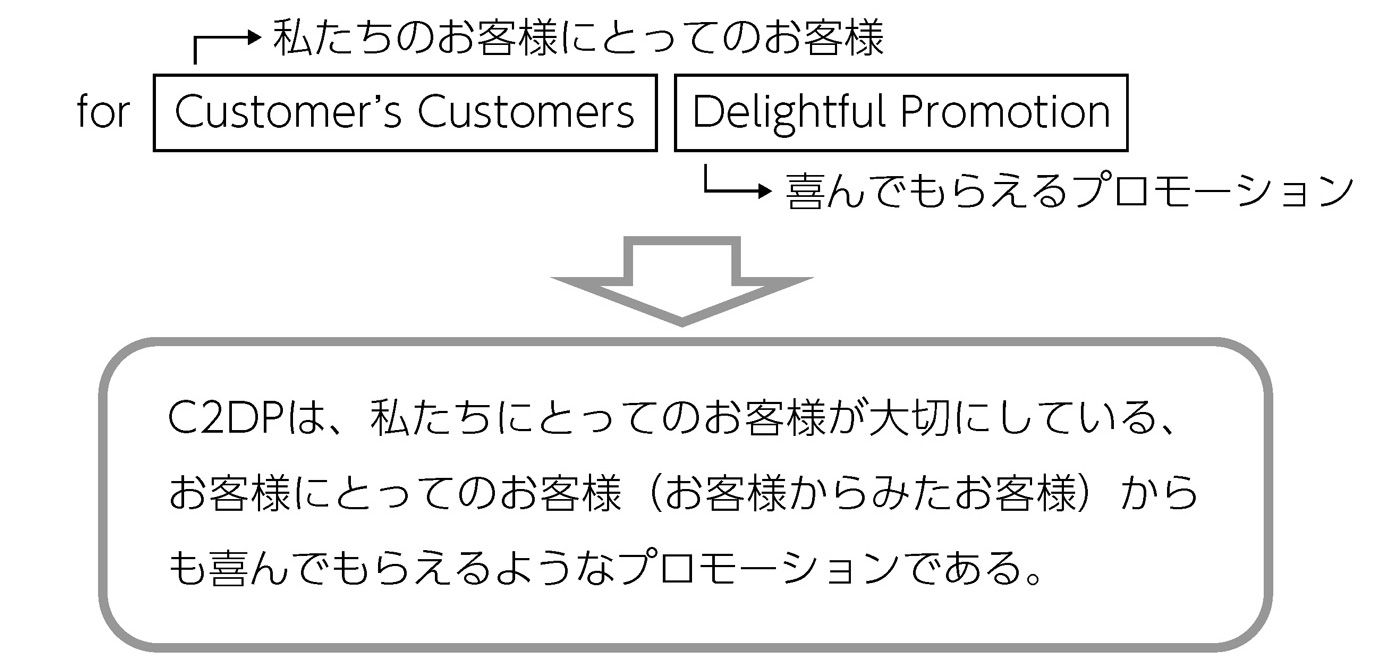 私たちのお客様にとってのお客様
for Customer’s Customers Delightful Promotion
喜んでもらえるプロモーション
C2DPは、私たちにとってのお客様が大切にしている、
お客様にとってのお客様（お客様からみたお客様）から
も喜んでもらえるようなプロモーションである。